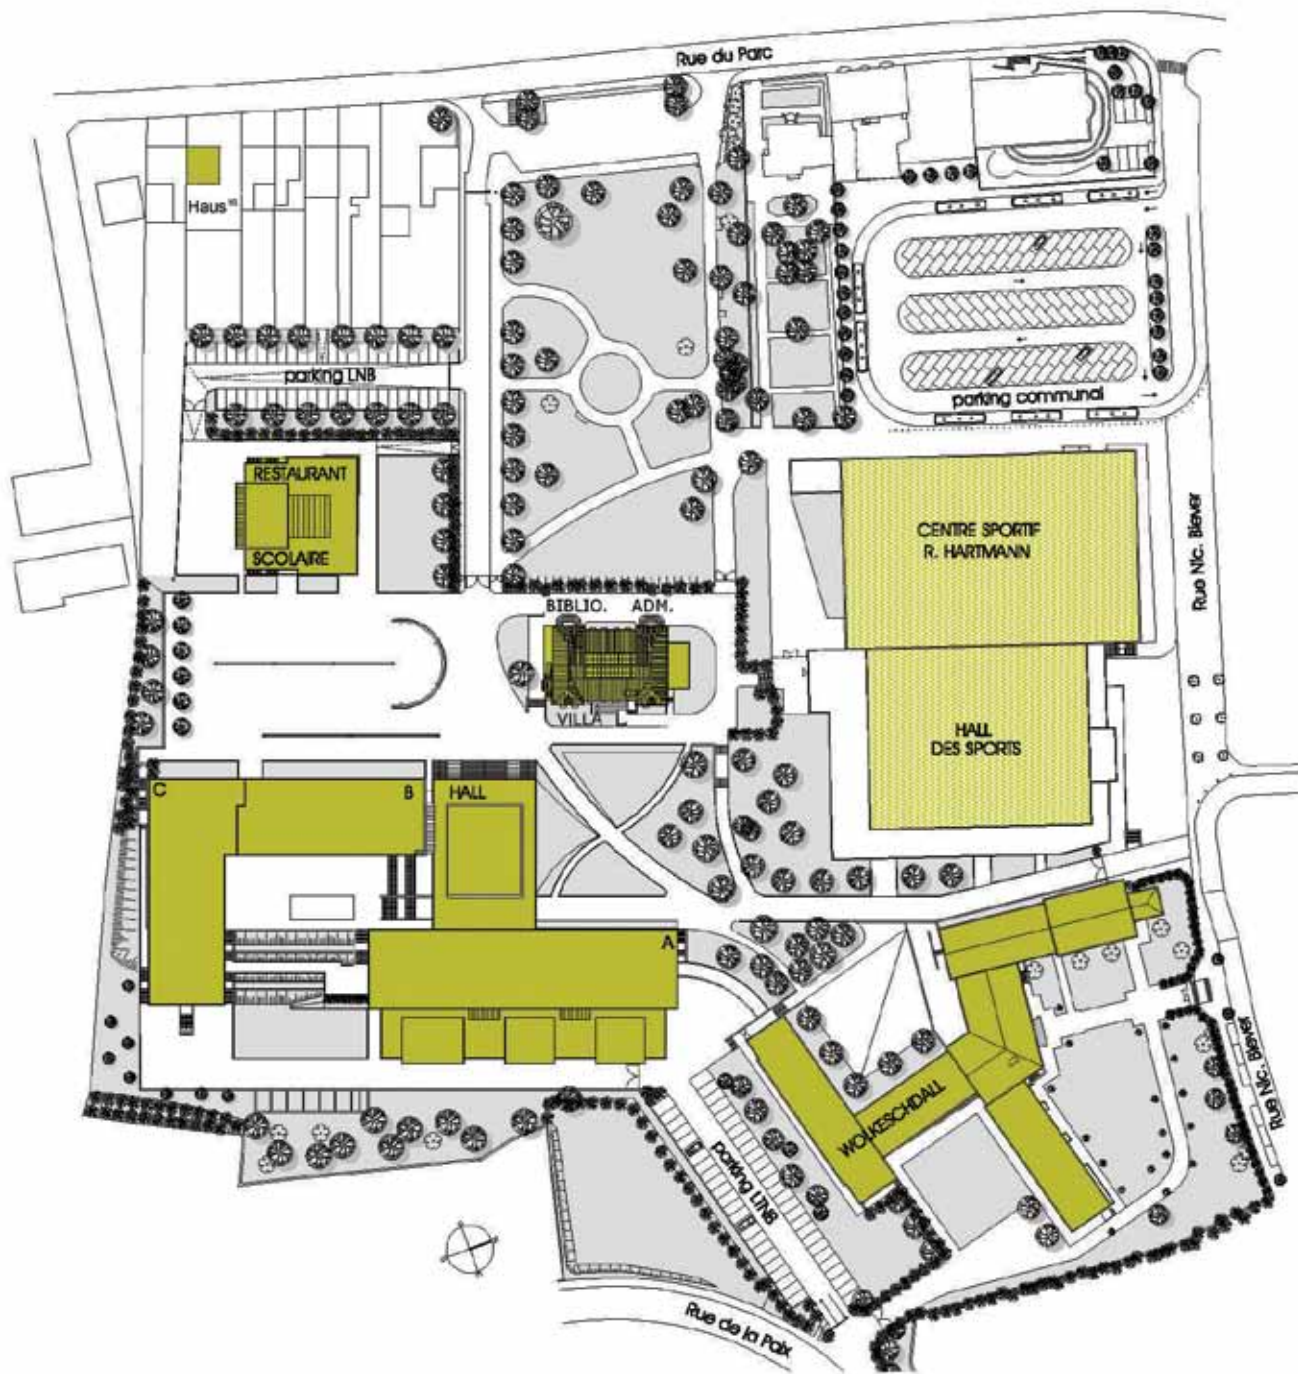 Rue du Parc
Haus
parking LNB
parking communal
RESTAURANT
SCOLAIRE
CENTRE SPORTIF
R. HARTMANN
Rue Nic. Biever
BIBLIO. ADM.
VILLA
HALL
DES SPORTS
C
B
HALL
A
WOLKESCHDALL
Rue Nic. Biever
parking LTNB
Rue de la Paix